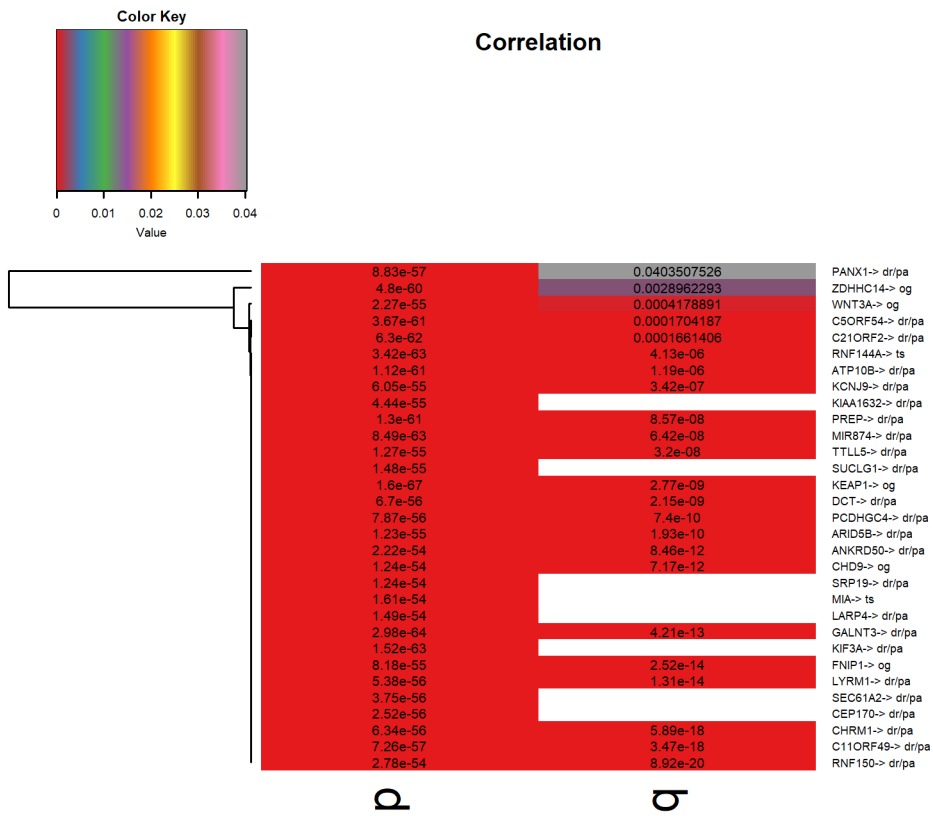 Color Key
Correlation
0 0.01 0.02 0.03 0.04
Value
8.83e-57 0.0403507526 PANX1-> dr/pa
4.8e-60 0.0028962293 ZDHHC14-> og
2.27e-55 0.0004178891 WNT3A-> og
3.67e-61 0.0001704187 C5ORF54-> dr/pa
6.3e-62 0.0001661406 C21ORF2-> dr/pa
3.42e-63 4.13e-06 RNF144A-> ts
1.12e-61 1.19e-06 ATP10B-> dr/pa
6.05e-55 3.42e-07 KCNJ9-> dr/pa
4.44e-55 KIAA1632-> dr/pa
1.3e-61 8.57e-08 PREP-> dr/pa
8.49e-63 6.42e-08 MIR874-> dr/pa
1.27e-55 3.2e-08 TTLL5-> dr/pa
1.48e-55 SUCLG1-> dr/pa
1.6e-67 2.77e-09 KEAP1-> og
6.7e-56 2.15e-09 DCT-> dr/pa
7.87e-56 7.4e-10 PCDHGC4-> dr/pa
1.23e-55 1.93e-10 ARID5B-> dr/pa
2.22e-54 8.46e-12 ANKRD50-> dr/pa
1.24e-54 7.17e-12 CHD9-> og
1.24e-54 SRP19-> dr/pa
1.61e-54 MIA-> ts
1.49e-54 LARP4-> dr/pa
2.98e-64 4.21e-13 GALNT3-> dr/pa
1.52e-63 KIF3A-> dr/pa
8.18e-55 2.52e-14 FNIP1-> og
5.38e-56 1.31e-14 LYRM1-> dr/pa
3.75e-56 SEC61A2-> dr/pa
2.52e-56 CEP170-> dr/pa
6.34e-56 5.89e-18 CHRM1-> dr/pa
7.26e-57 3.47e-18 C11ORF49-> dr/pa
2.78e-54 8.92e-20 RNF150-> dr/pa
p q